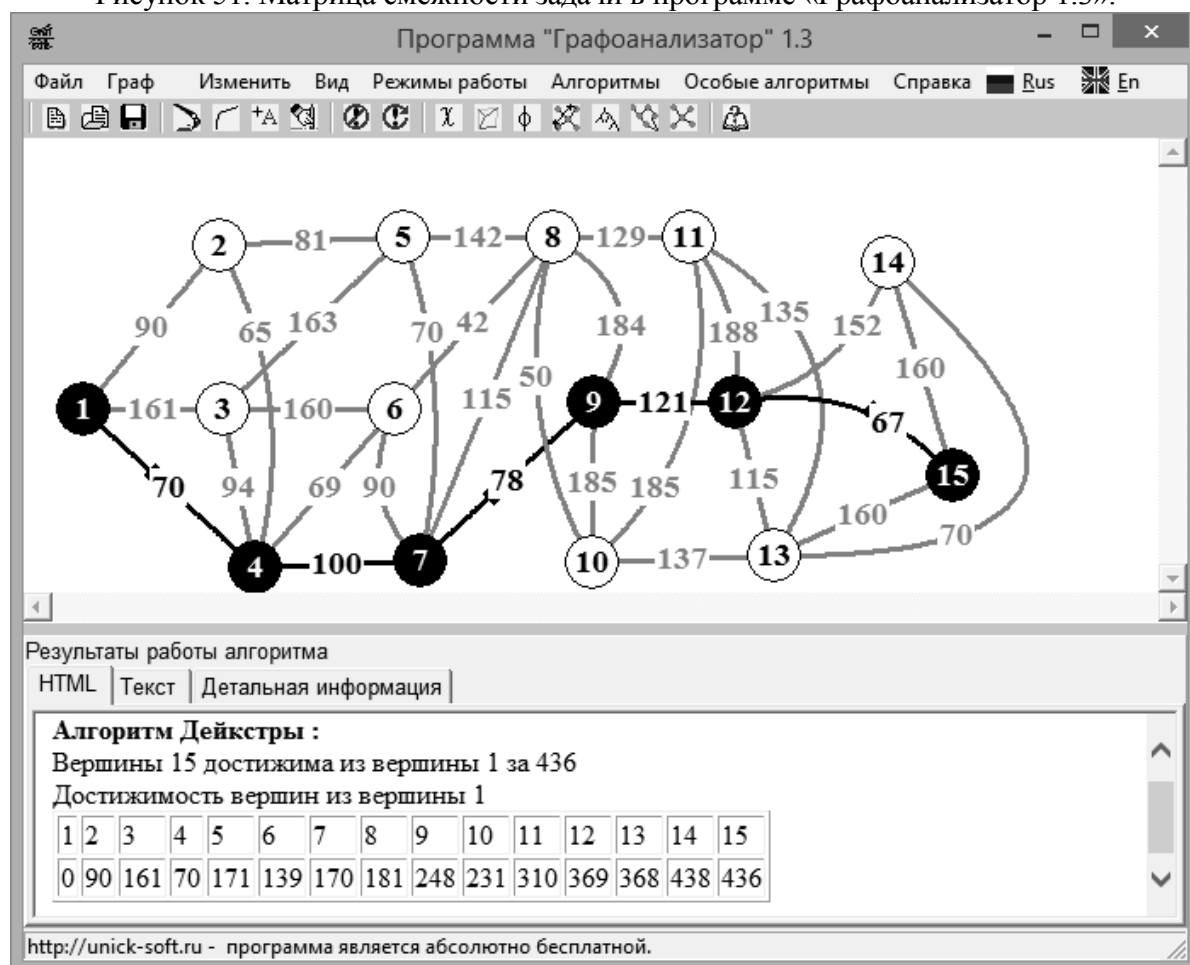 Рисунок 31. Матрица смежности задачи в программе «Графоанализатор 1.3».
Программа "Графоанализатор" 1.3
Файл Граф Изменить Вид Режимы работы Алгоритмы Особые алгоритмы Справка Rus En
2 81 5 142 8 129 11
14
90 65 163 70 42 184 188 135 152
160
50
1 161 3 160 6 115 9 121 12 67
70 94 69 90 78 185 185 115 15
160
70
4 100 7 10 137 13
Результаты работы алгоритма
HTML Текст Детальная информация
Алгоритм Дейкстры :
Вершины 15 достижима из вершины 1 за 436
Достижимость вершин из вершины 1
1 2 3 4 5 6 7 8 9 10 11 12 13 14 15
0 90 161 70 171 139 170 181 248 231 310 369 368 438 436
http://unick-soft.ru - программа является абсолютно бесплатной.